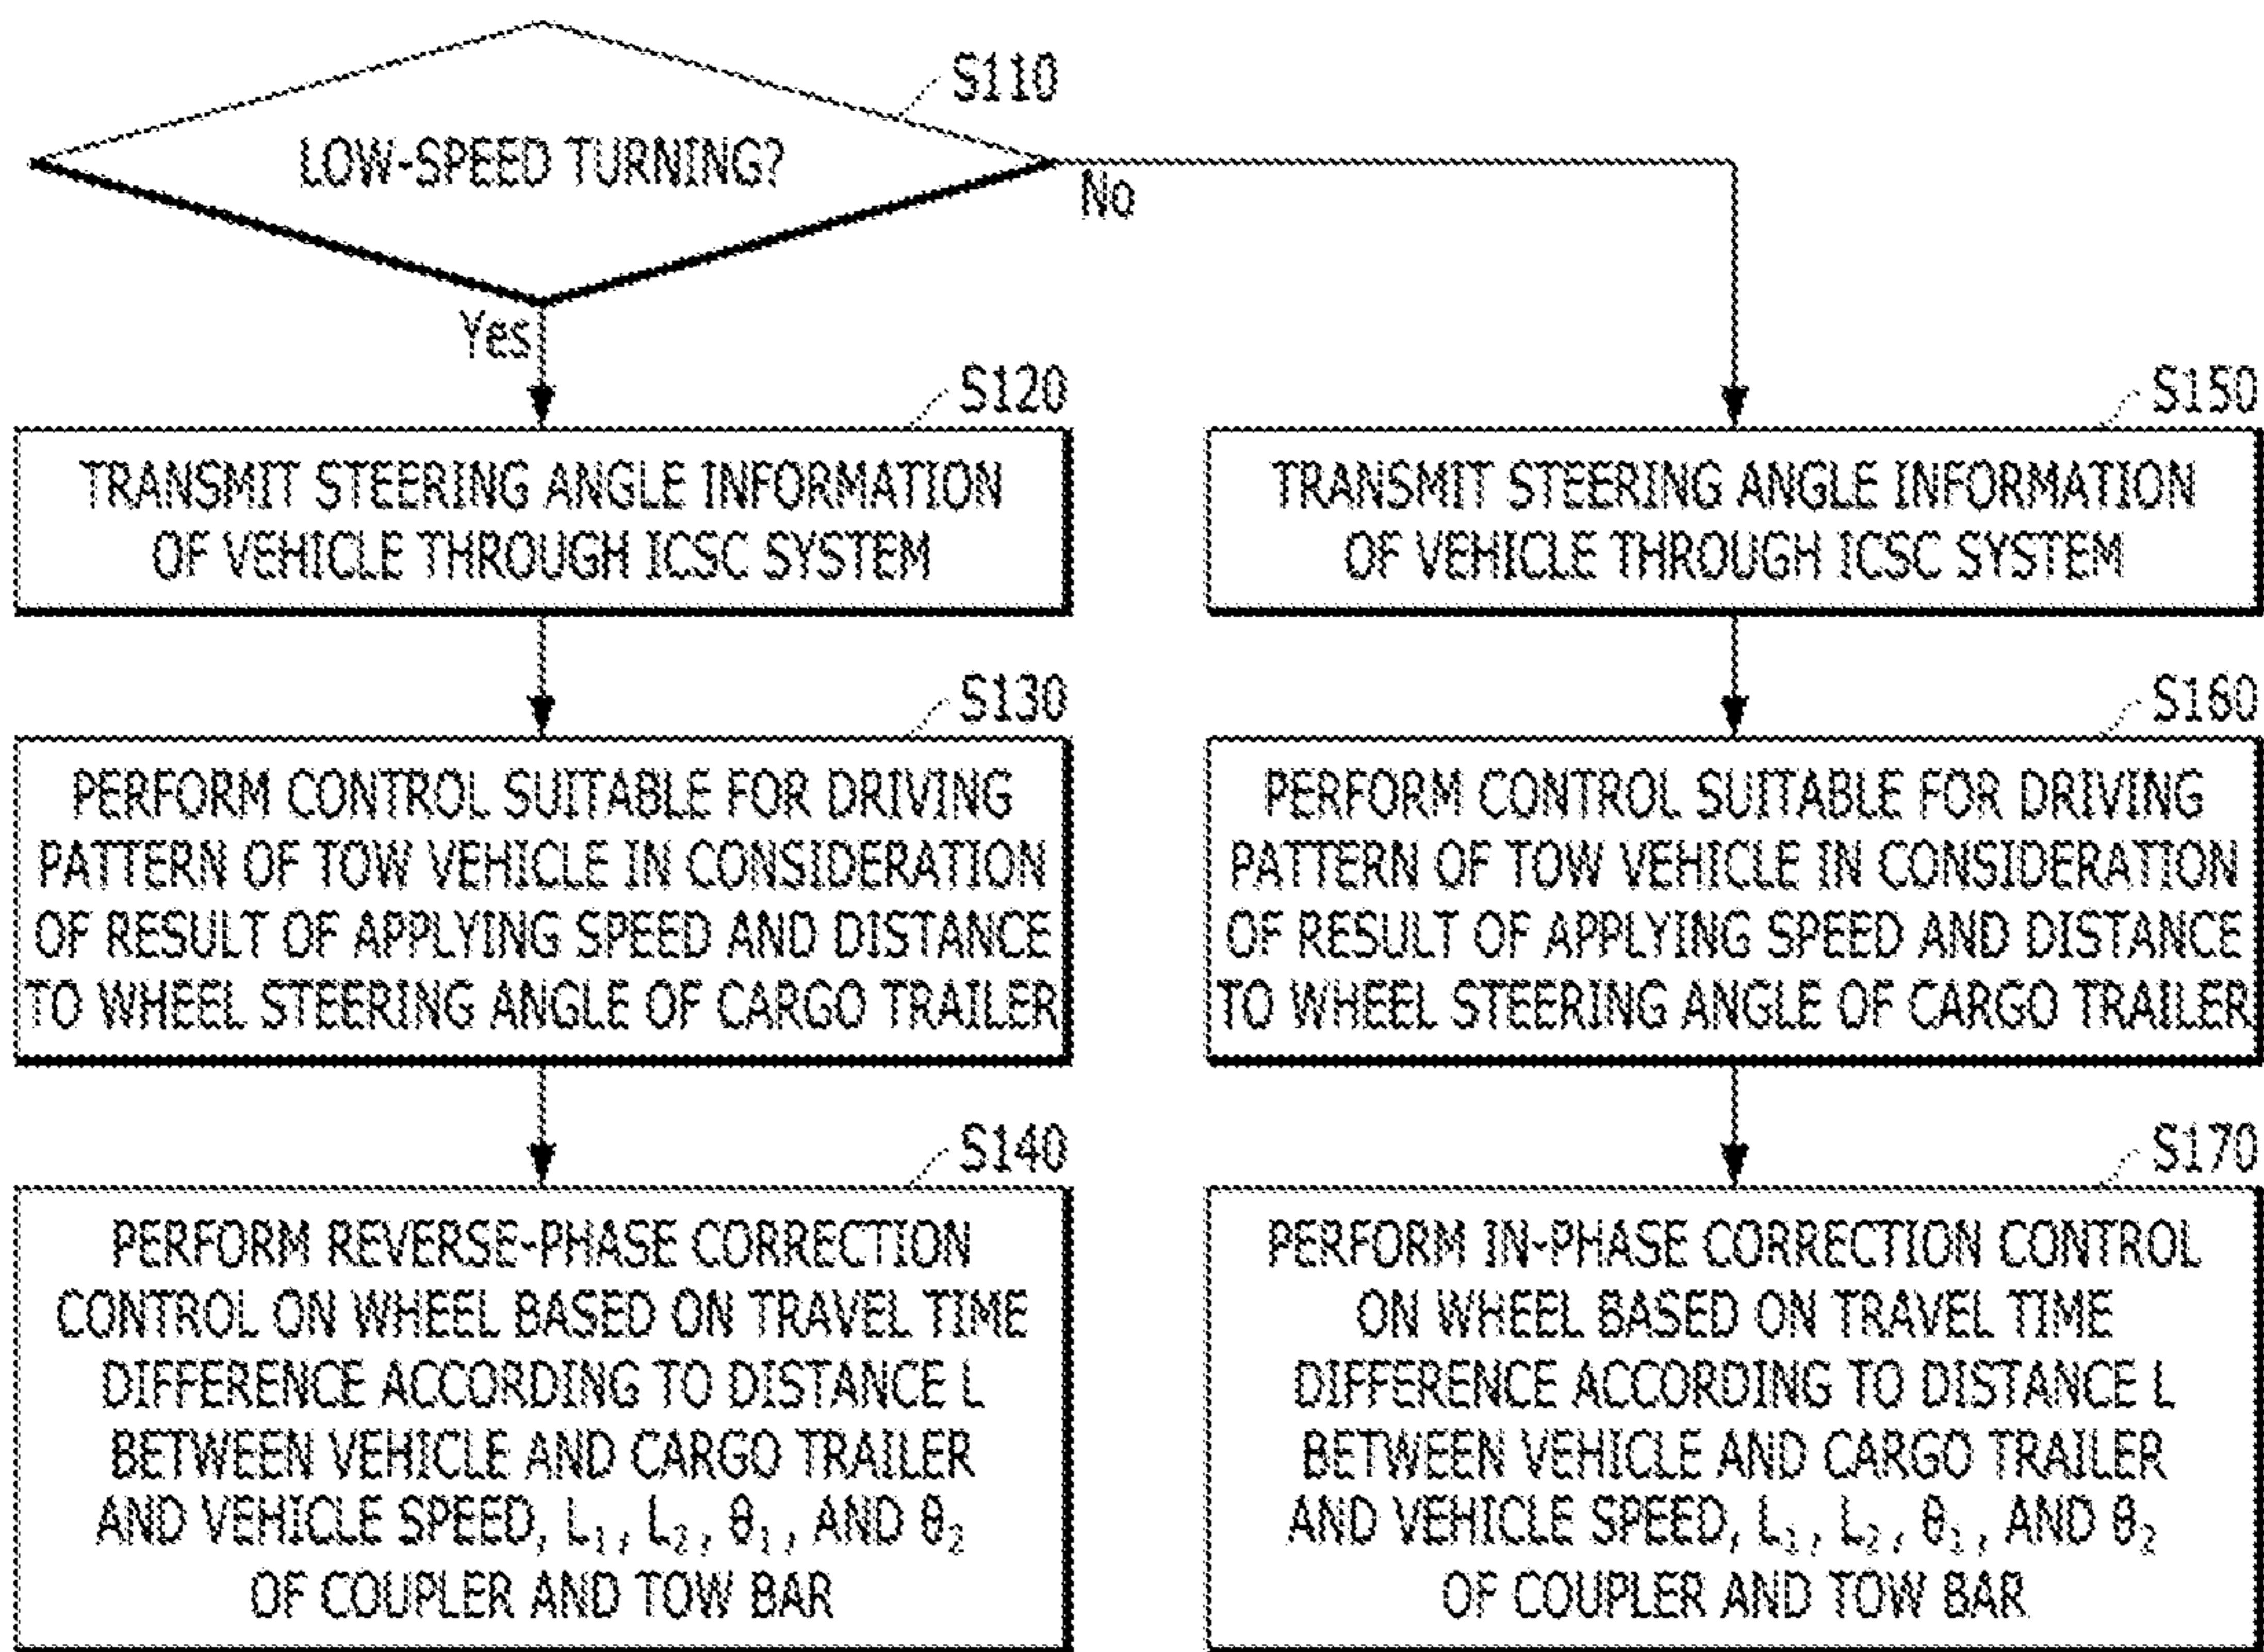 S110
LOW-SPEED TURNING?
No
Yes
S120
TRANSMIT STEERING ANGLE INFORMATION
OF VEHICLE THROUGH ICSC SYSTEM
S130
PERFORM CONTROL SUITABLE FOR DRIVING
PATTERN OF TOW VEHICLE IN CONSIDERATION
OF RESULT OF APPLYING SPEED AND DISTANCE
TO WHEEL STEERING ANGLE OF CARGO TRAILER
S140
PERFORM REVERSE-PHASE CORRECTION
CONTROL ON WHEEL BASED ON TRAVEL TIME
DIFFERENCE ACCORDING TO DISTANCE L
BETWEEN VEHICLE AND CARGO TRAILER
AND VEHICLE SPEED, L₁, L₂, θ₁, AND θ₂
OF COUPLER AND TOW BAR
S150
TRANSMIT STEERING ANGLE INFORMATION
OF VEHICLE THROUGH ICSC SYSTEM
S160
PERFORM CONTROL SUITABLE FOR DRIVING
PATTERN OF TOW VEHICLE IN CONSIDERATION
OF RESULT OF APPLYING SPEED AND DISTANCE
TO WHEEL STEERING ANGLE OF CARGO TRAILER
S170
PERFORM IN-PHASE CORRECTION CONTROL
ON WHEEL BASED ON TRAVEL TIME
DIFFERENCE ACCORDING TO DISTANCE L
BETWEEN VEHICLE AND CARGO TRAILER
AND VEHICLE SPEED, L₁, L₂, θ₁, AND θ₂
OF COUPLER AND TOW BAR